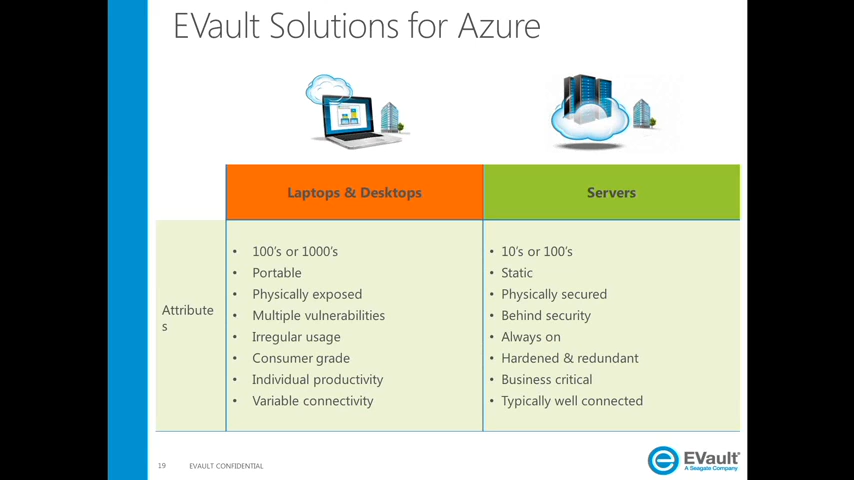 EVault Solutions for Azure
Laptops & Desktops
Servers
Attribute
s
• 100's or 1000's
• Portable
• Physically exposed
• Multiple vulnerabilities
• Irregular usage
• Consumer grade
• Individual productivity
• Variable connectivity
• 10's or 100's
• Static
• Physically secured
• Behind security
• Always on
• Hardened & redundant
• Business critical
• Typically well connected
19 EVAULT CONFIDENTIAL
EVault
A Seagate Company